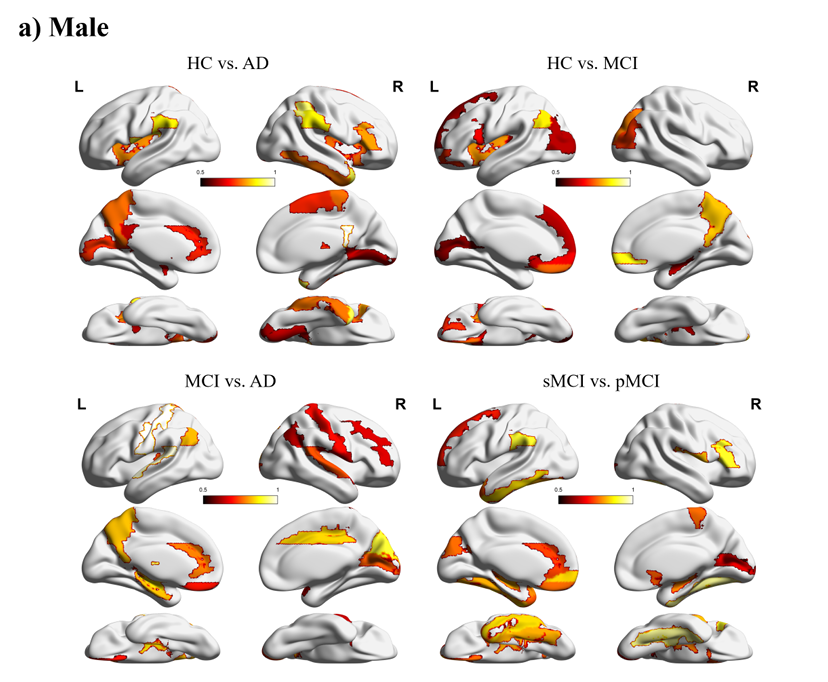 a) Male
HC vs. AD
HC vs. MCI
L
R
L
R
0.5
1
0.5
1
MCI vs. AD
sMCI vs. pMCI
L
R
L
R
0.5
1
0.5
1